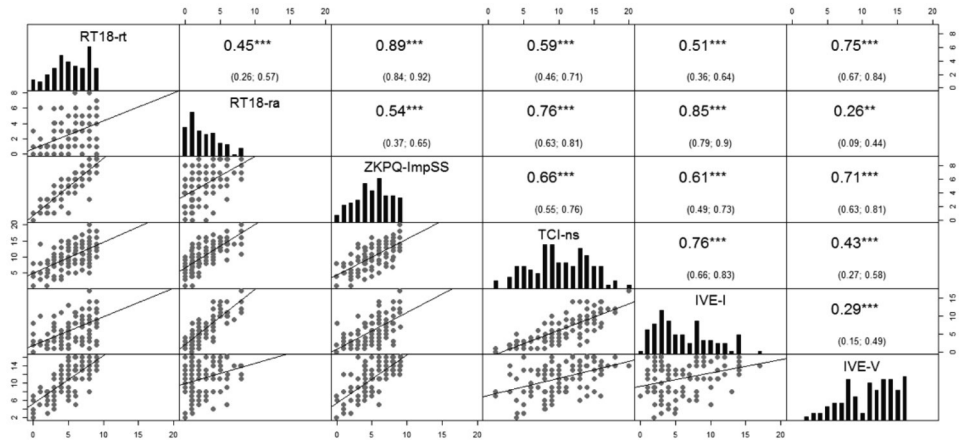 0 5 10 15 20 0 5 10 15 20 0 5 10 15 20
RT18-rt 0.45*** 0.89*** 0.59*** 0.51*** 0.75***
(0.26; 0.57) (0.84; 0.92) (0.46; 0.71) (0.36; 0.64) (0.67; 0.84)
0 2 4 6 8
0 2 4 6 8
RT18-ra 0.54*** 0.76*** 0.85*** 0.26**
(0.37; 0.65) (0.63; 0.81) (0.79; 0.9) (0.09; 0.44)
ZKPQ-ImpSS 0.66*** 0.61*** 0.71***
(0.55; 0.76) (0.49; 0.73) (0.63; 0.81)
0 2 4 6 8
5 10 15 20
TCI-ns 0.76*** 0.43***
(0.66; 0.83) (0.27; 0.58)
IVE-I 0.29***
(0.15; 0.49)
0 5 10 15
2 6 10 14
IVE-V
0 5 10 15 20 0 5 10 15 20 0 5 10 15 20